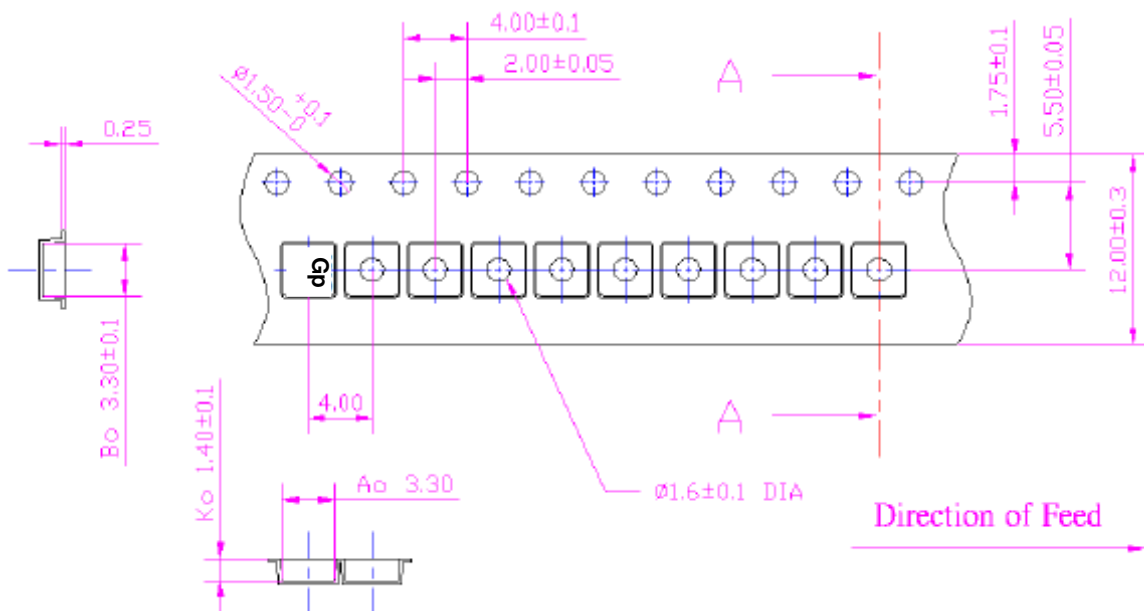 4.00±0.1
2.00±0.05
Ø1.50 +0.1 -0
0.25
A
1.75±0.1
5.50±0.05
12.00±0.3
Gp
Bo 3.30±0.1
4.00
A
Ko 1.40±0.1
Ao 3.30
Ø1.6±0.1 DIA
Direction of Feed